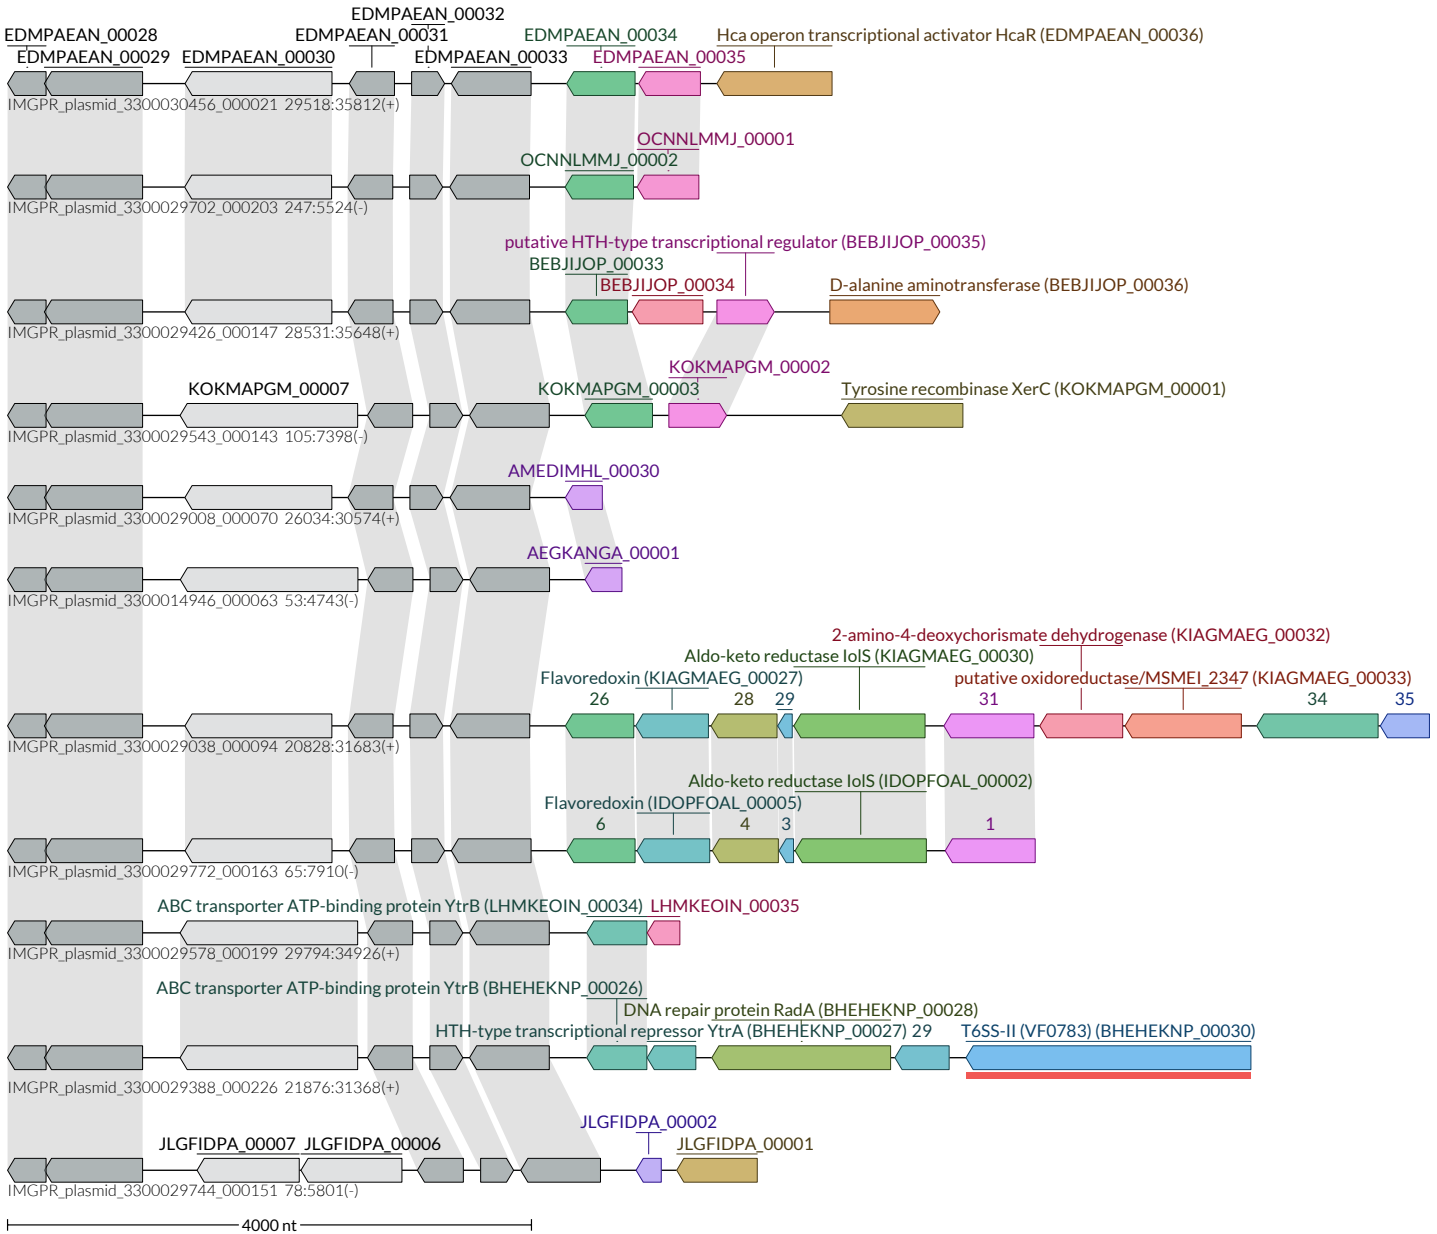 EDMPAEAN_00032
EDMPAEAN_00028 EDMPAEAN_00031 EDMPAEAN_00034 Hca operon transcriptional activator HcaR (EDMPAEAN_00036)
EDMPAEAN_00029 EDMPAEAN_00030 EDMPAEAN_00033 EDMPAEAN_00035
IMGPR_plasmid_3300030456_000021 29518:35812(+)
OCNNLMMJ_00001
OCNNLMMJ_00002
IMGPR_plasmid_3300029702_000203 247:5524(-)
putative HTH-type transcriptional regulator (BEBJIJOP_00035)
BEBJIJOP_00033
BEBJIJOP_00034 D-alanine aminotransferase (BEBJIJOP_00036)
IMGPR_plasmid_3300029426_000147 28531:35648(+)
KOKMAPGM_00002
KOKMAPGM_00007 KOKMAPGM_00003 Tyrosine recombinase XerC (KOKMAPGM_00001)
IMGPR_plasmid_3300029543_000143 105:7398(-)
AMEDIMHL_00030
IMGPR_plasmid_3300029008_000070 26034:30574(+)
AEGKANGA_00001
IMGPR_plasmid_3300014946_000063 53:4743(-)
2-amino-4-deoxychorismate dehydrogenase (KIAGMAEG_00032)
Aldo-keto reductase IolS (KIAGMAEG_00030)
Flavoredoxin (KIAGMAEG_00027) putative oxidoreductase/MSMEI_2347 (KIAGMAEG_00033)
26 28 29 31 34 35
IMGPR_plasmid_3300029038_000094 20828:31683(+)
Aldo-keto reductase IolS (IDOPFOAL_00002)
Flavoredoxin (IDOPFOAL_00005)
6 4 3 1
IMGPR_plasmid_3300029772_000163 65:7910(-)
ABC transporter ATP-binding protein YtrB (LHMKEOIN_00034) LHMKEOIN_00035
IMGPR_plasmid_3300029578_000199 29794:34926(+)
ABC transporter ATP-binding protein YtrB (BHEHEKNP_00026)
DNA repair protein RadA (BHEHEKNP_00028)
HTH-type transcriptional repressor YtrA (BHEHEKNP_00027) 29 T6SS-II (VF0783) (BHEHEKNP_00030)
IMGPR_plasmid_3300029388_000226 21876:31368(+)
JLGFIDPA_00002
JLGFIDPA_00007 JLGFIDPA_00006 JLGFIDPA_00001
IMGPR_plasmid_3300029744_000151 78:5801(-)
4000 nt